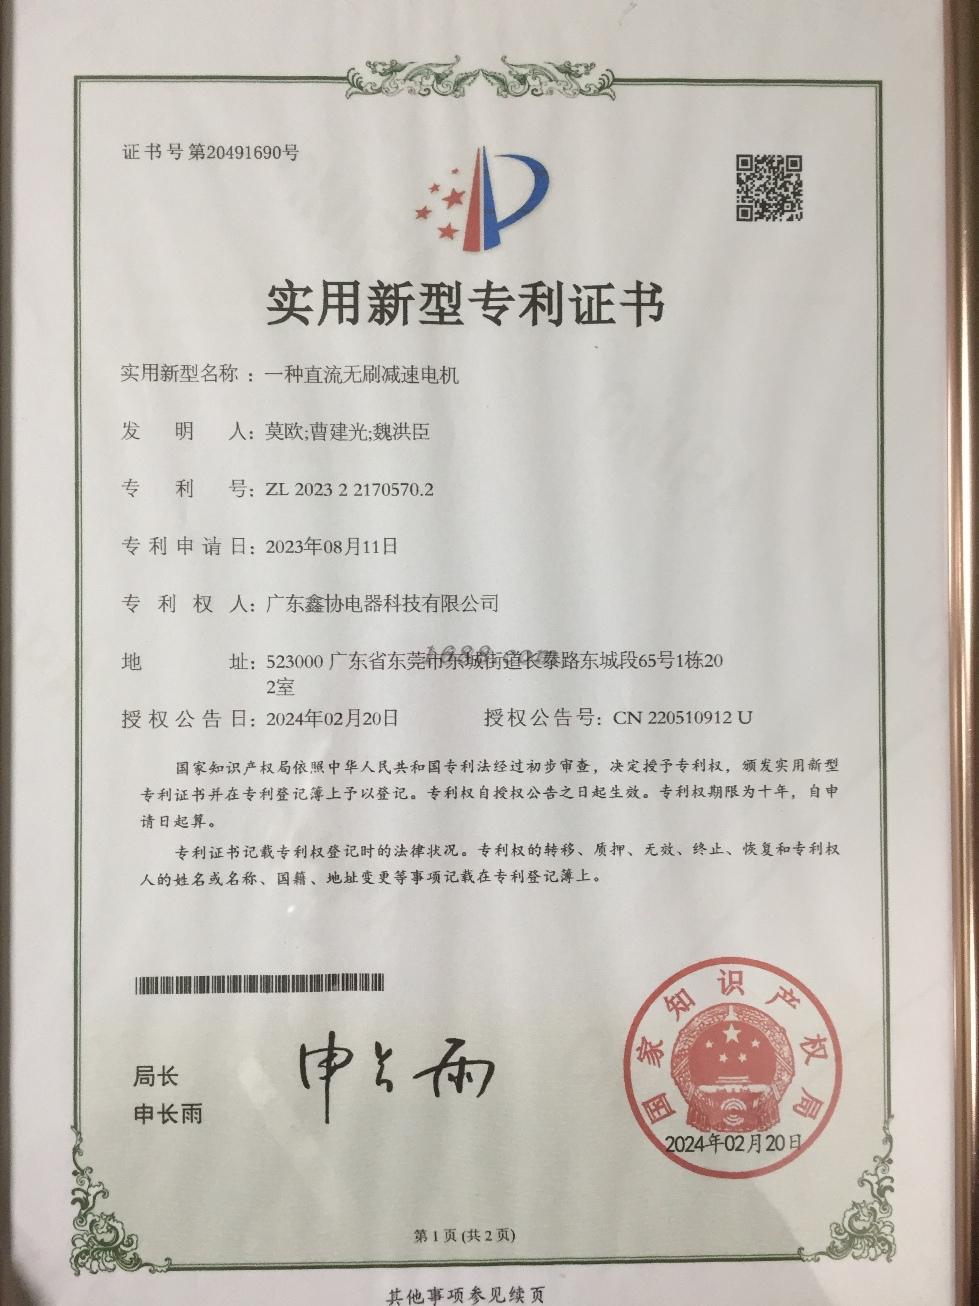 证书号第20491690号
实用新型专利证书
实用新型名称：一种直流无刷减速电机
发明人：莫欧;曹建光;魏洪臣
专利号：ZL 2023 2 2170570.2
专利申请日：2023年08月11日
专利权人：广东鑫协电器科技有限公司
地址：523000 广东省东莞市东城街道长泰路东城段65号1栋20
2室
1688.com
授权公告日：2024年02月20日 授权公告号：CN 220510912 U
国家知识产权局依照中华人民共和国专利法经过初步审查，决定授予专利权，颁发实用新型
专利证书并在专利登记簿上予以登记。专利权自授权公告之日起生效。专利权期限为十年，自申
请日起算。
专利证书记载专利权登记时的法律状况。专利权的转移、质押、无效、终止、恢复和专利权
人的姓名或名称、国籍、地址变更等事项记载在专利登记簿上。
局长
申长雨
申长雨
国家知识产权局
2024年02月20日
第1页(共2页)
其他事项参见续页